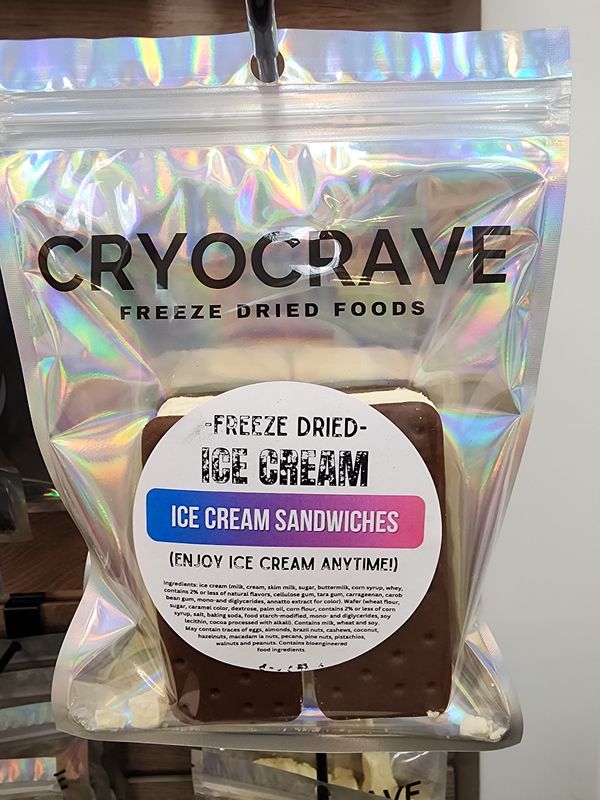 CRYOCRAVE
FREEZE DRIED FOODS
-FREEZE DRIED-
ICE CREAM
ICE CREAM SANDWICHES
(ENJOY ICE CREAM ANYTIME!)
Ingredients: ice cream (milk, cream, skim milk, sugar, buttermilk, corn syrup, whey,
contains 2% or less of natural flavors, cellulose gum, tara gum, carrageenan, carob
bean gum, mono-and diglycerides, annatto extract for color). Wafer (wheat flour,
sugar, caramel color, dextrose, palm oil, corn flour, contains 2% or less of corn
syrup, salt, baking soda, food starch-modified, mono- and diglycerides, soy
lecithin, cocoa processed with alkali). Contains milk, wheat and soy.
May contain traces of egg, almonds, brazil nuts, cashews, coconut,
hazelnuts, macadam ia nuts, pecans, pine nuts, pistachios,
walnuts and peanuts. Contains bioengineered
food ingredients.